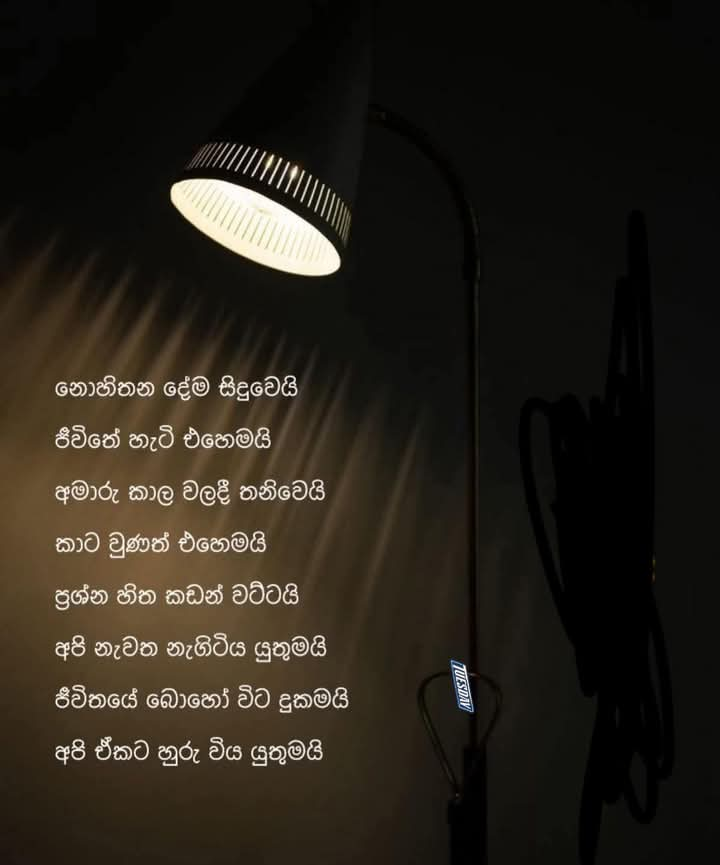 නොහිතන දේම සිදුවෙයි
ජීවිතේ හැටි එහෙමයි
අමාරු කාල වලදී තනිවෙයි
කාට වුණත් එහෙමයි
ප්‍රශ්න හිත කඩන් වට්ටයි
අපි නැවත නැගිටිය යුතුමයි
ජීවිතයේ බොහෝ විට දුකමයි
අපි ඒකට හුරු විය යුතුමයි
TUESDAY